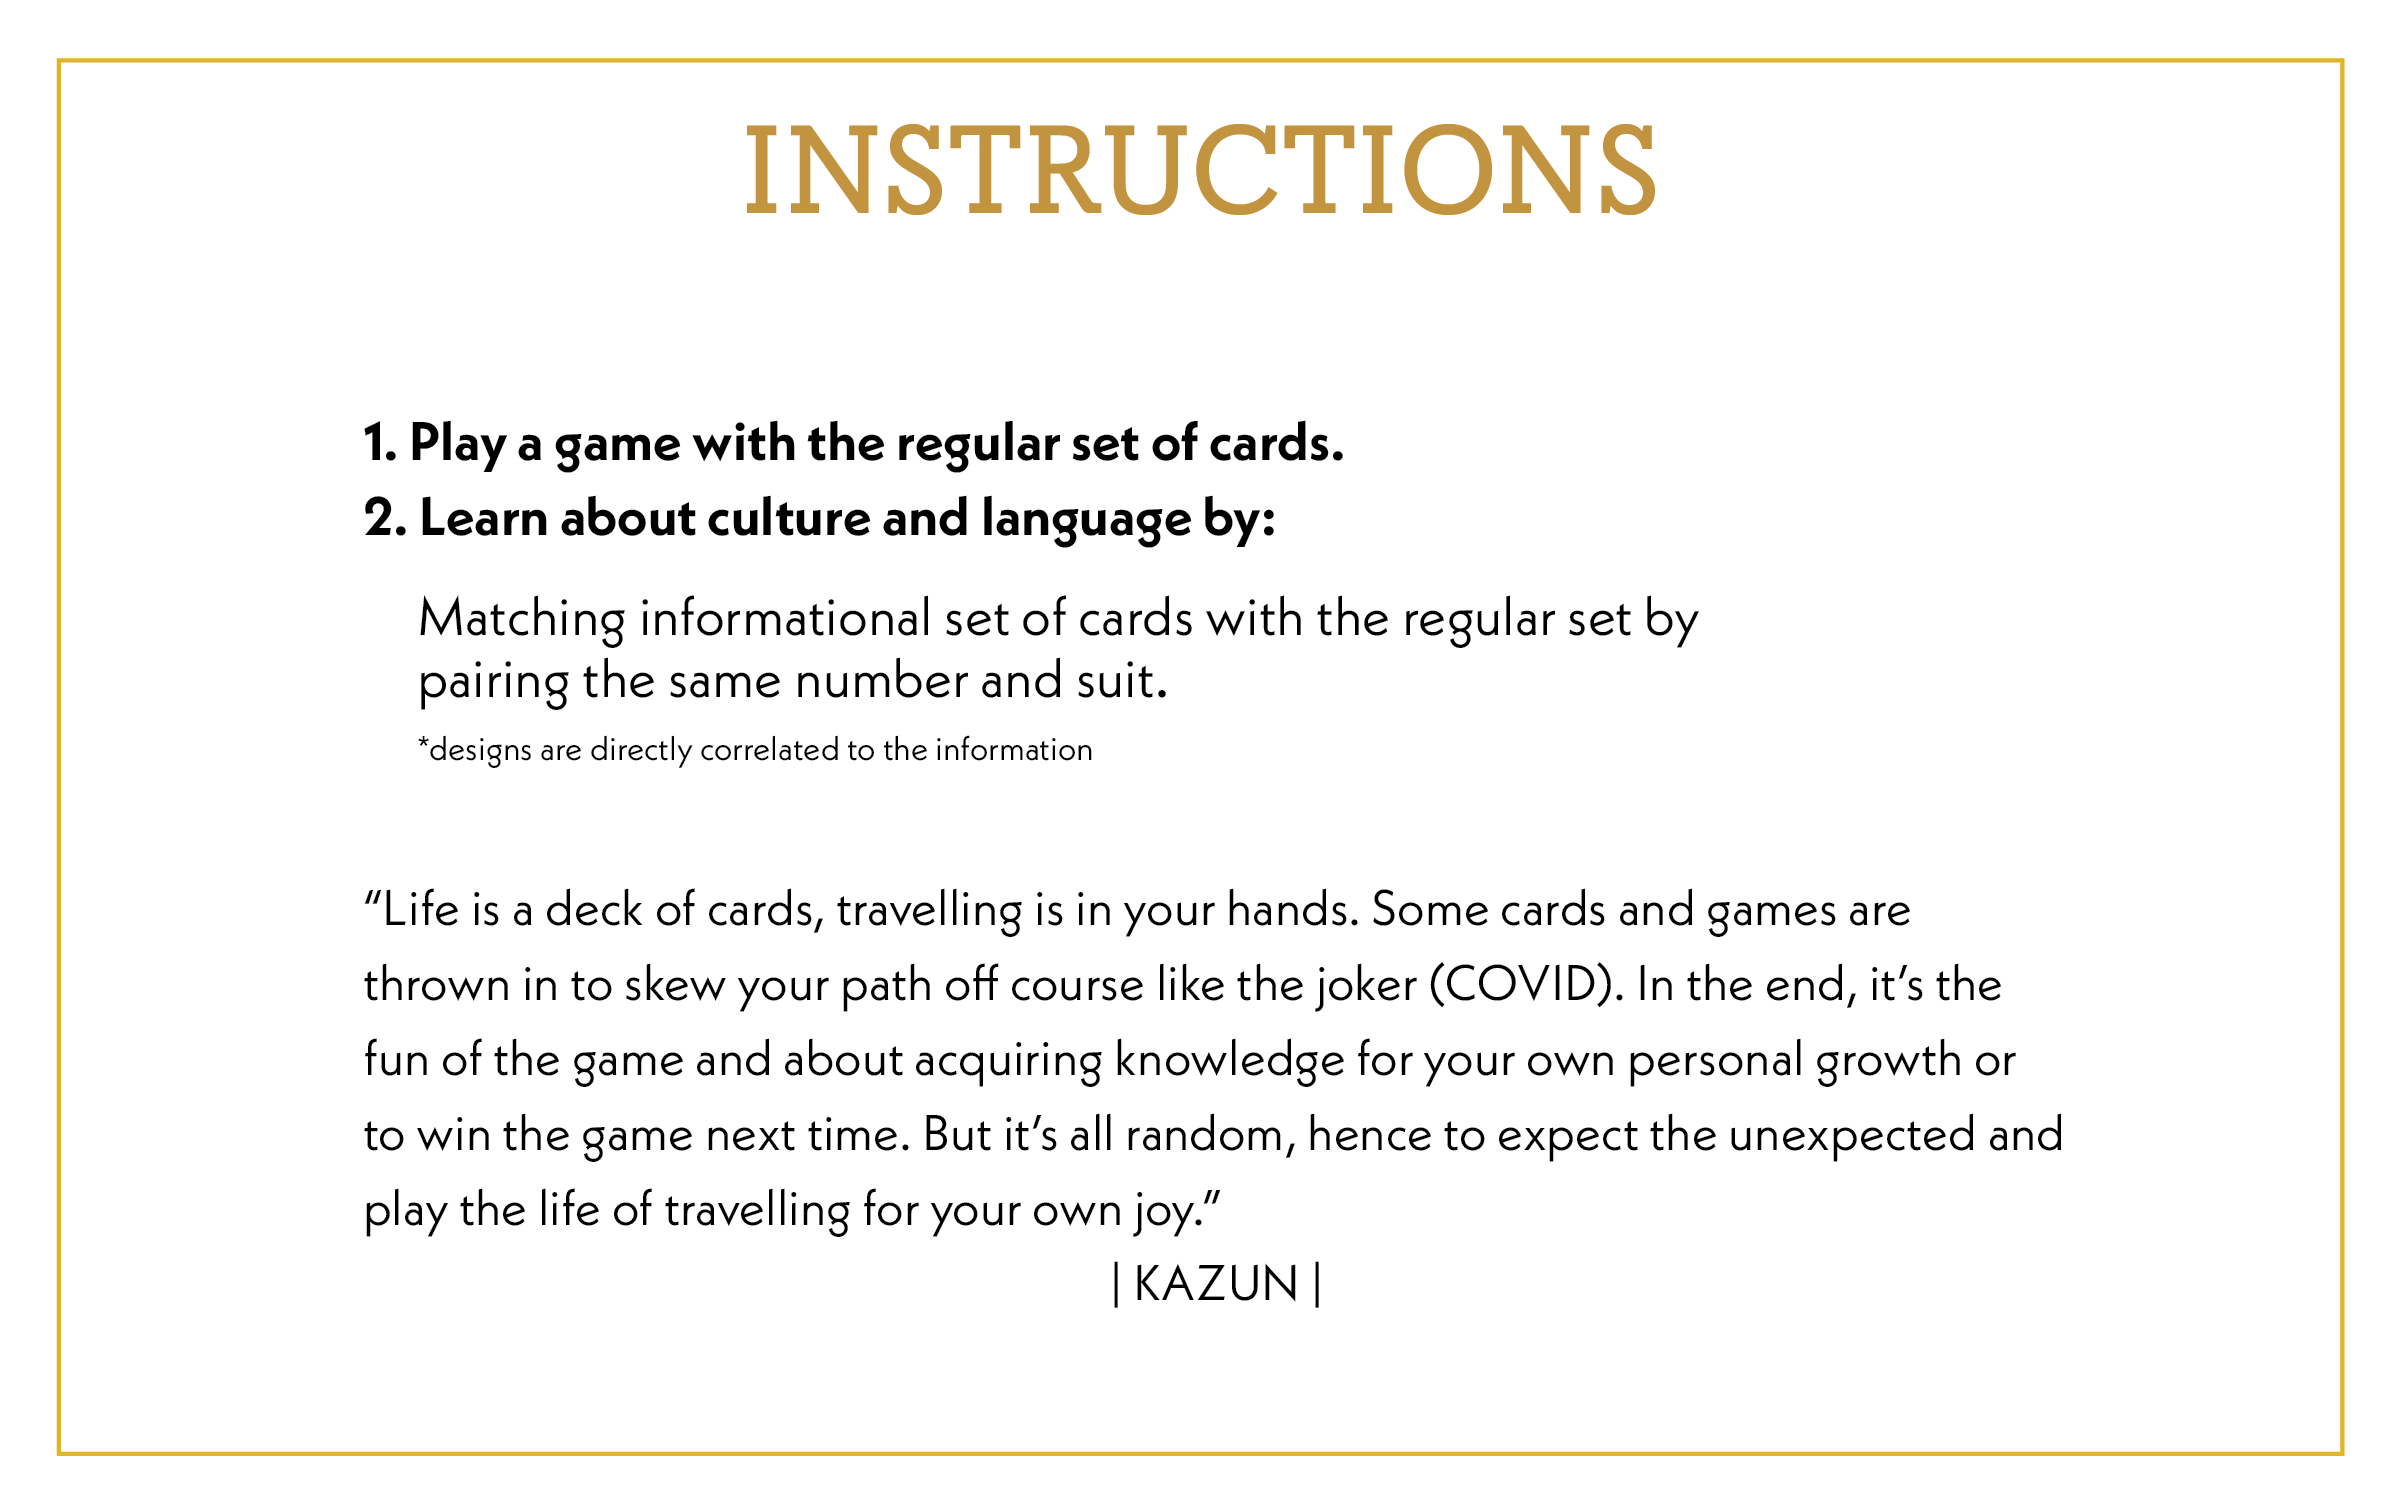 INSTRUCTIONS
1. Play a game with the regular set of cards.
2. Learn about culture and language by:
Matching informational set of cards with the regular set by
pairing the same number and suit.
*designs are directly correlated to the information
“Life is a deck of cards, travelling is in your hands. Some cards and games are
thrown in to skew your path off course like the joker (COVID). In the end, it’s the
fun of the game and about acquiring knowledge for your own personal growth or
to win the game next time. But it’s all random, hence to expect the unexpected and
play the life of travelling for your own joy.”
| KAZUN |